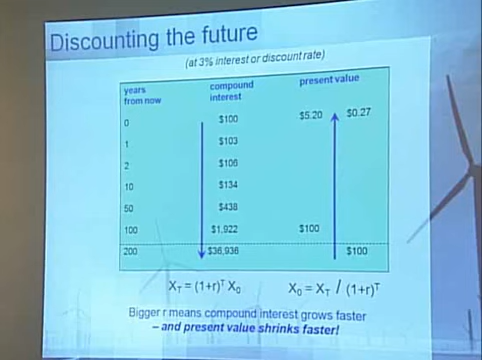 Discounting the future
(at 3% interest or discount rate)
years from now compound interest present value
0 $100 $5.20 $0.27
1 $103
2 $106
10 $134
50 $438
100 $1,922 $100
200 $36,936 $100
X_T = (1+r)^T X_0 X_0 = X_T / (1+r)^T
Bigger r means compound interest grows faster
– and present value shrinks faster!